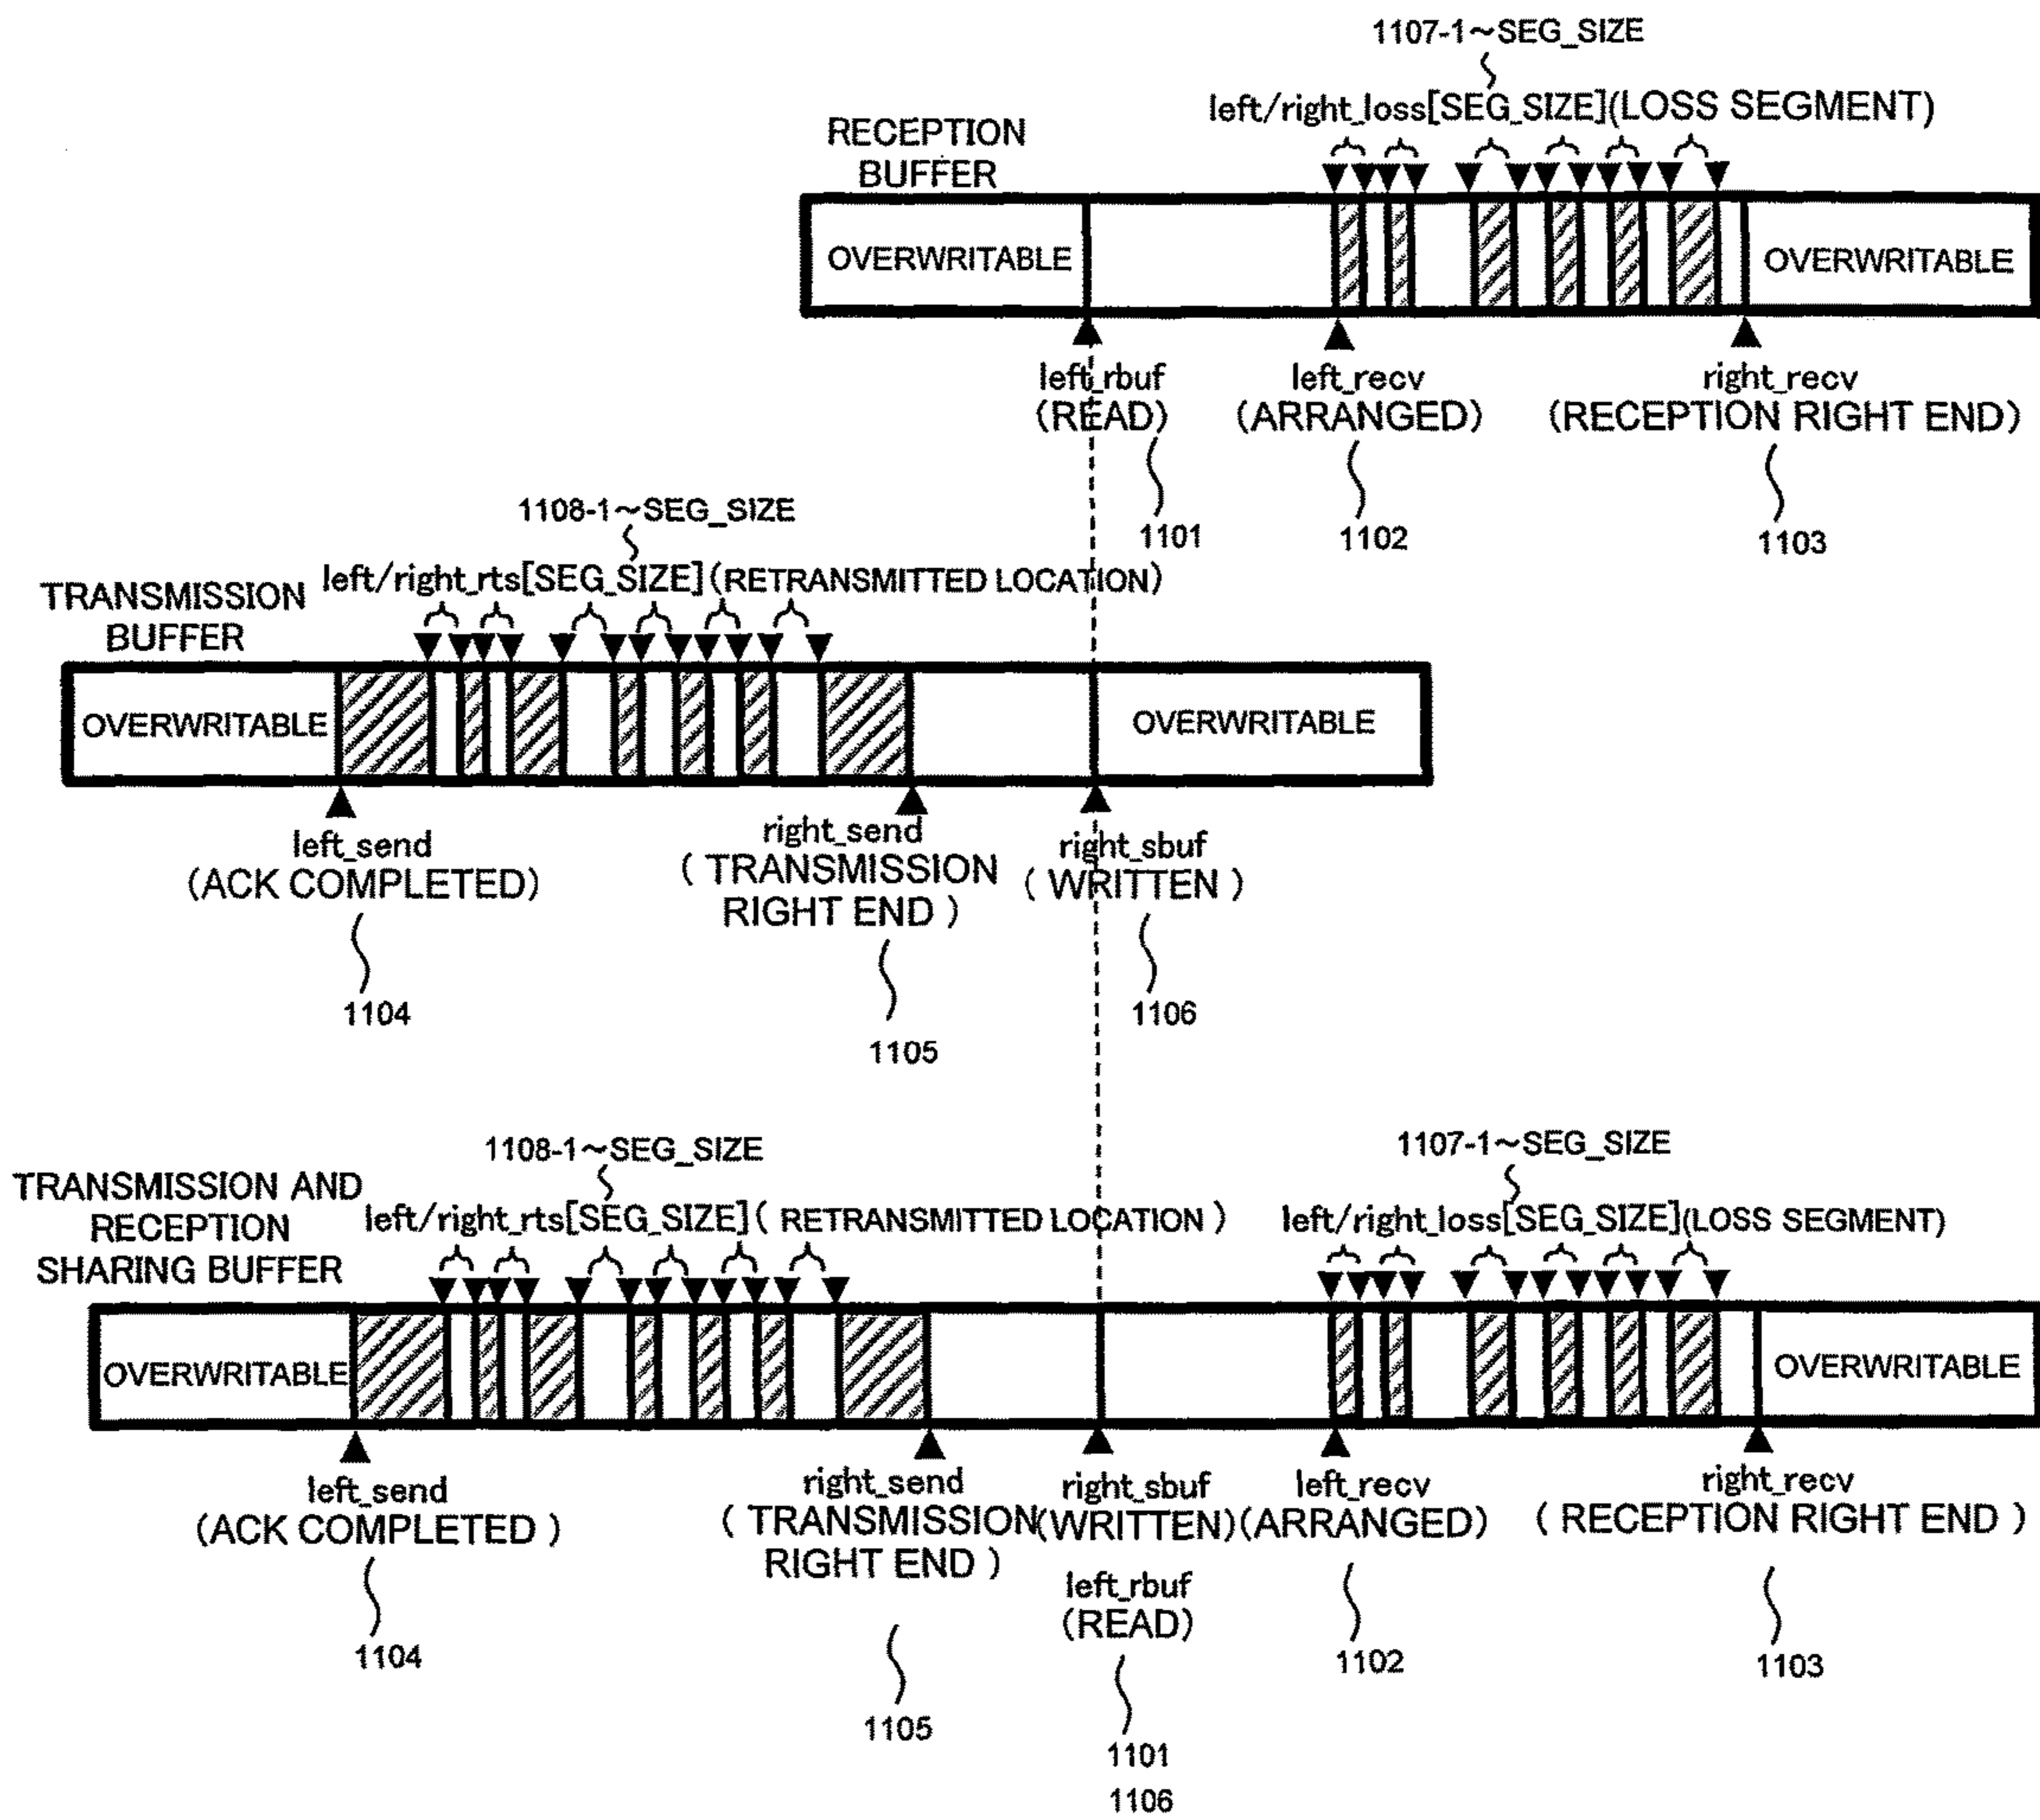 1107-1~SEG_SIZE
left/right_loss[SEG_SIZE](LOSS SEGMENT)
RECEPTION
BUFFER
OVERWRITABLE
OVERWRITABLE
left_rbuf
(READ)
left_recv
(ARRANGED)
right_recv
(RECEPTION RIGHT END)
1101
1102
1103
1108-1~SEG_SIZE
left/right_rts[SEG_SIZE](RETRANSMITTED LOCATION)
TRANSMISSION
BUFFER
OVERWRITABLE
OVERWRITABLE
left_send
(ACK COMPLETED)
right_send
( TRANSMISSION
RIGHT END )
right_sbuf
( WRITTEN )
1104
1105
1106
1108-1~SEG_SIZE
1107-1~SEG_SIZE
TRANSMISSION AND
RECEPTION
SHARING BUFFER
left/right_rts[SEG_SIZE]( RETRANSMITTED LOCATION )
left/right_loss[SEG_SIZE](LOSS SEGMENT)
OVERWRITABLE
OVERWRITABLE
left_send
(ACK COMPLETED )
right_send
( TRANSMISSION
RIGHT END )
right_sbuf
(WRITTEN)
left_rbuf
(READ)
left_recv
(ARRANGED)
right_recv
( RECEPTION RIGHT END )
1104
1105
1101
1106
1102
1103